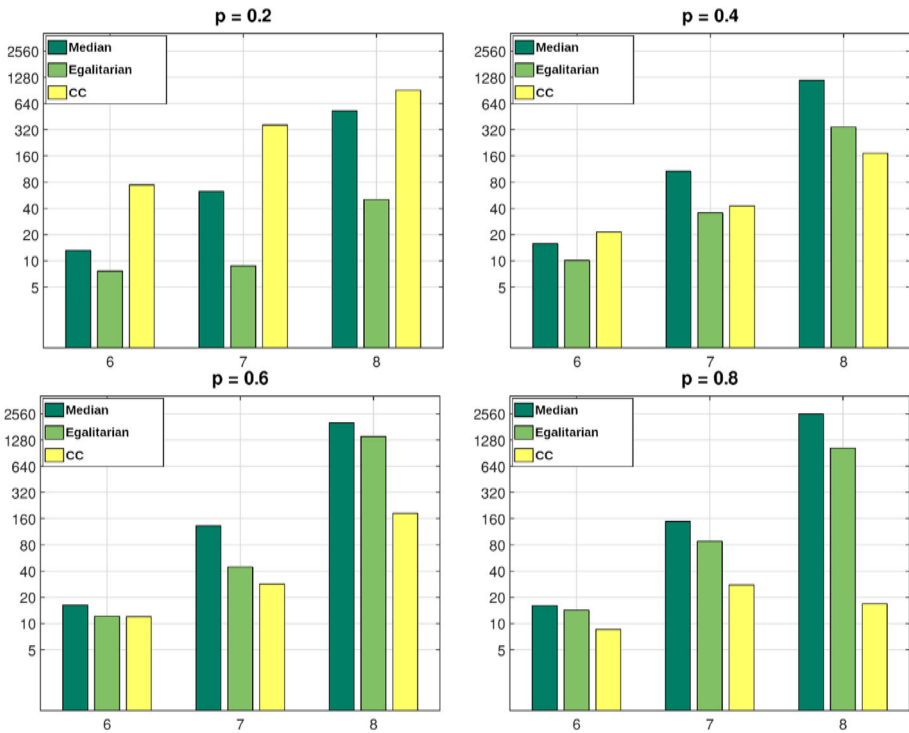 p = 0.2
2560
1280
640
320
160
80
40
20
10
5
Median
Egalitarian
CC
6 7 8
p = 0.4
2560
1280
640
320
160
80
40
20
10
5
Median
Egalitarian
CC
6 7 8
p = 0.6
2560
1280
640
320
160
80
40
20
10
5
Median
Egalitarian
CC
6 7 8
p = 0.8
2560
1280
640
320
160
80
40
20
10
5
Median
Egalitarian
CC
6 7 8